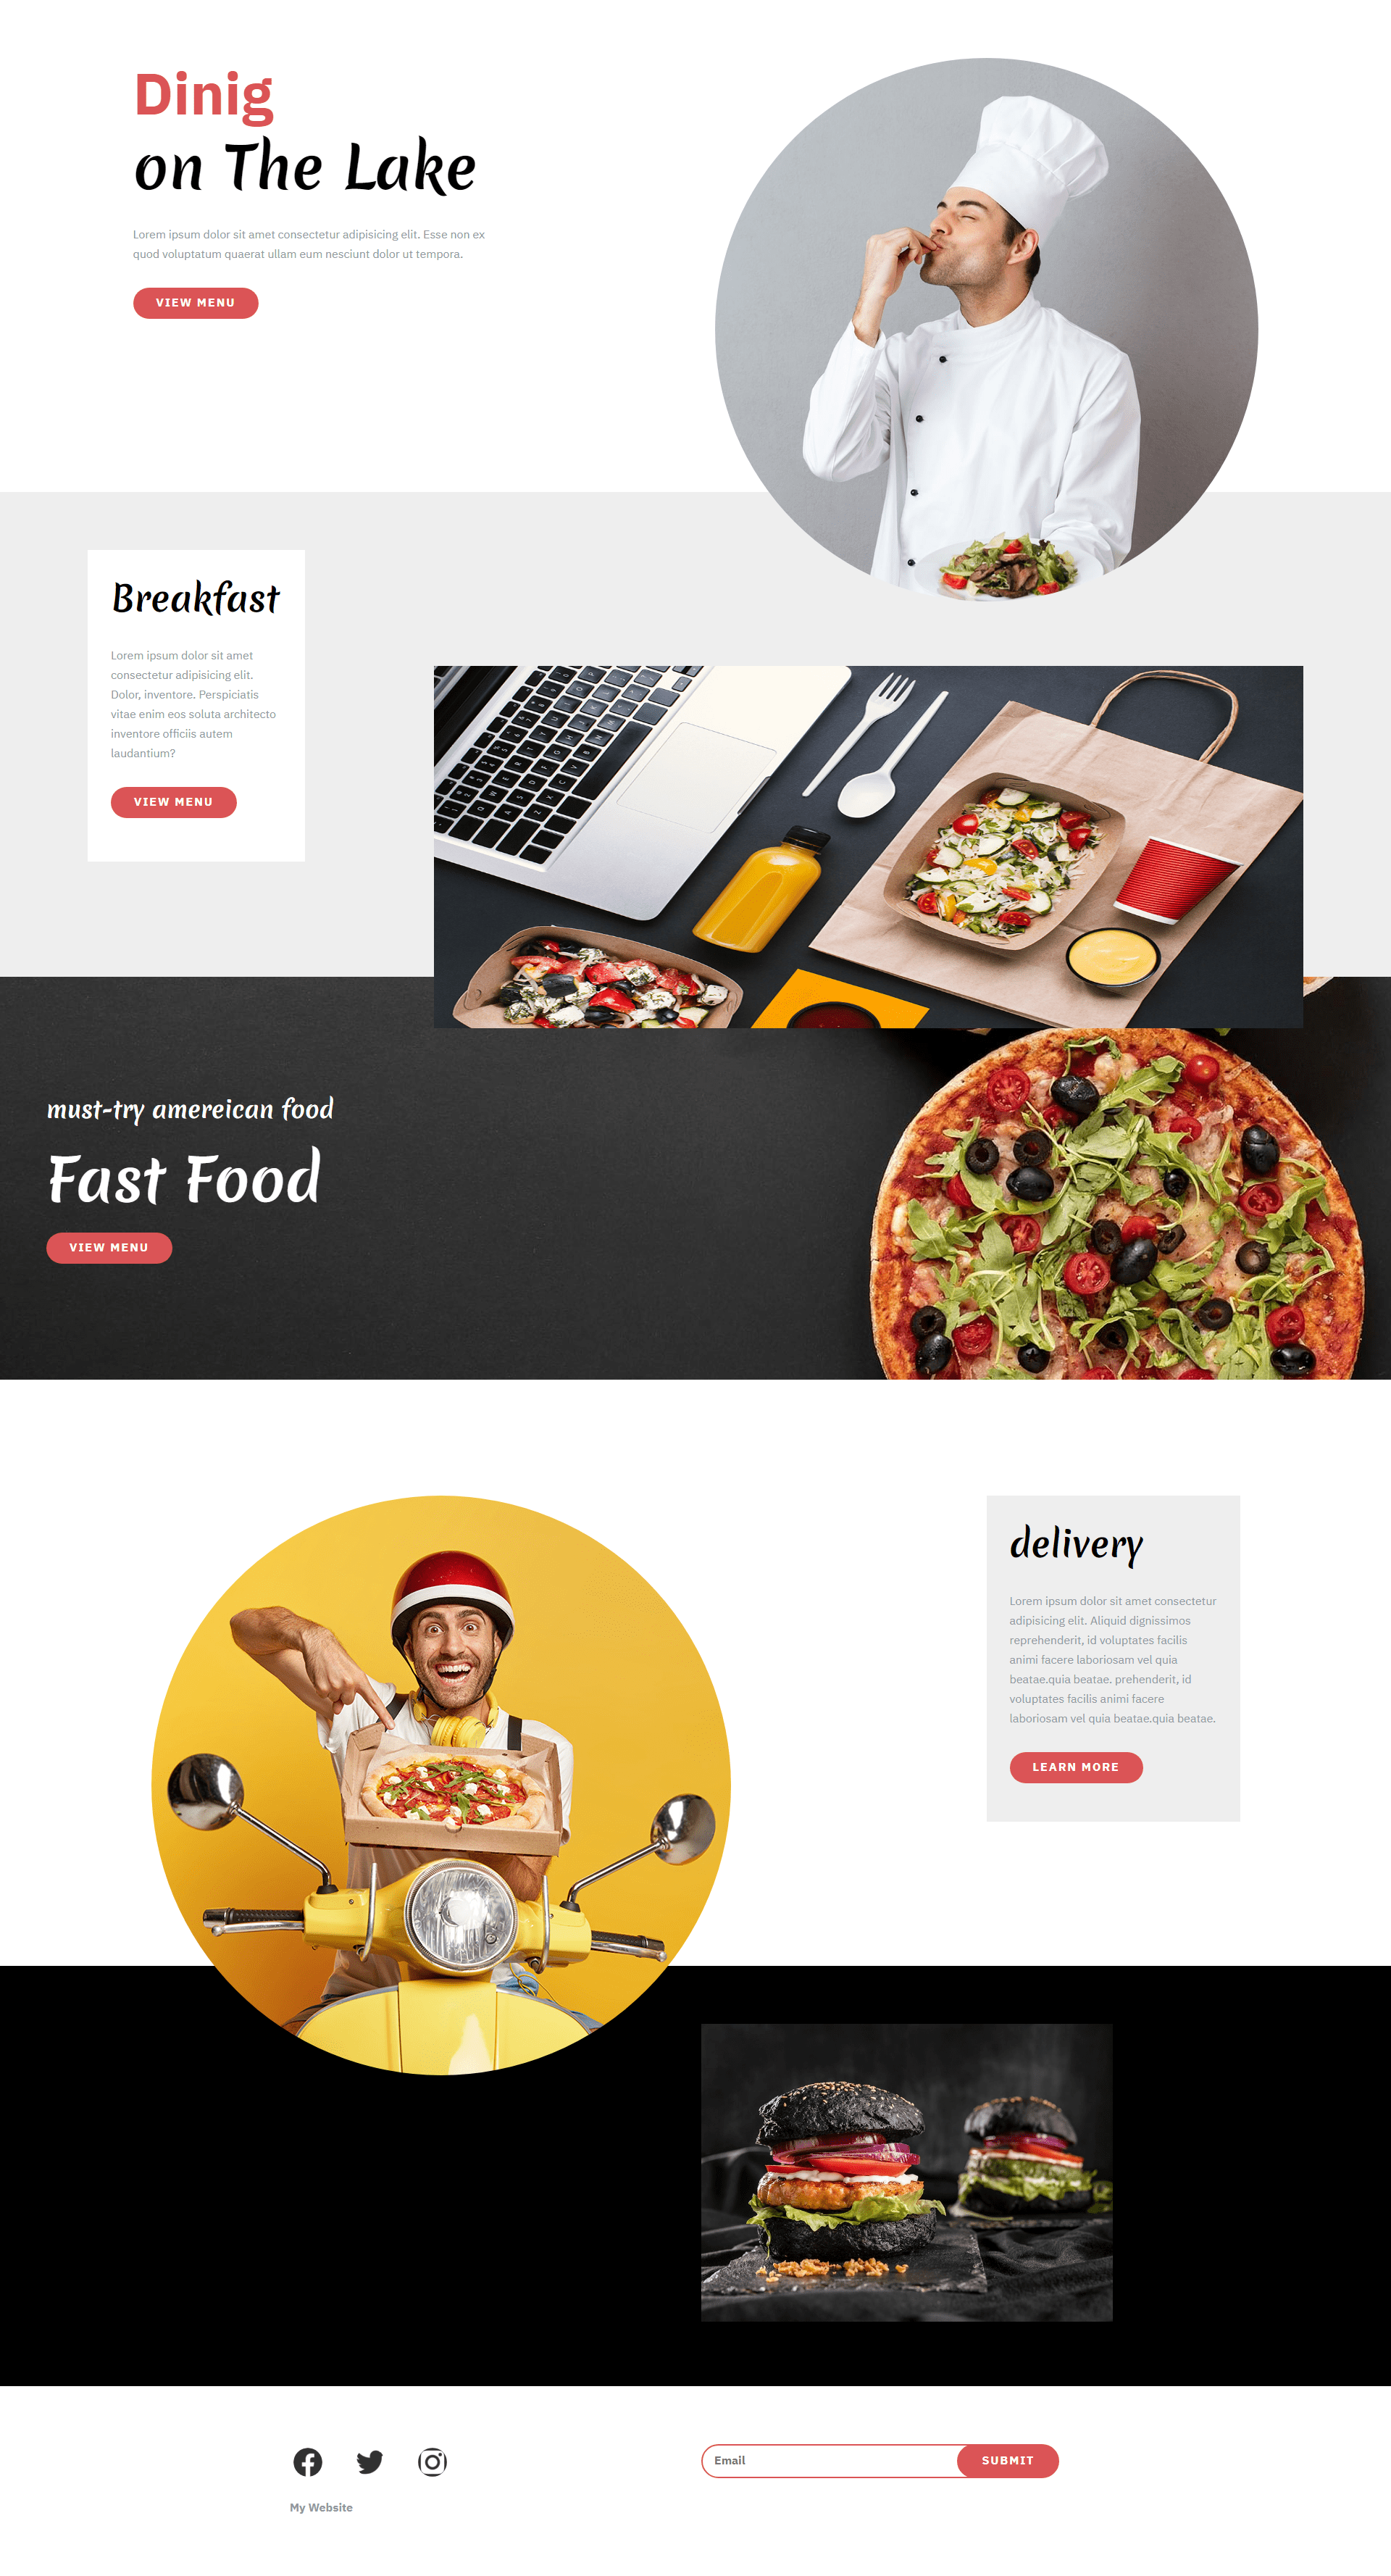 Dinig
on The Lake
Lorem ipsum dolor sit amet consectetur adipisicing elit. Esse non ex
quod voluptatum quaerat ullam eum nesciunt dolor ut tempora.
VIEW MENU
Breakfast
Lorem ipsum dolor sit amet
consectetur adipisicing elit.
Dolor, inventore. Perspiciatis
vitae enim eos soluta architecto
inventore officiis autem
laudantium?
VIEW MENU
must-try amereican food
Fast Food
VIEW MENU
delivery
Lorem ipsum dolor sit amet consectetur
adipisicing elit. Aliquid dignissimos
reprehenderit, id voluptates facilis
animi facere laboriosam vel quia
beatae.quia beatae. prehenderit, id
voluptates facilis animi facere
laboriosam vel quia beatae.quia beatae.
LEARN MORE
Email
SUBMIT
My Website